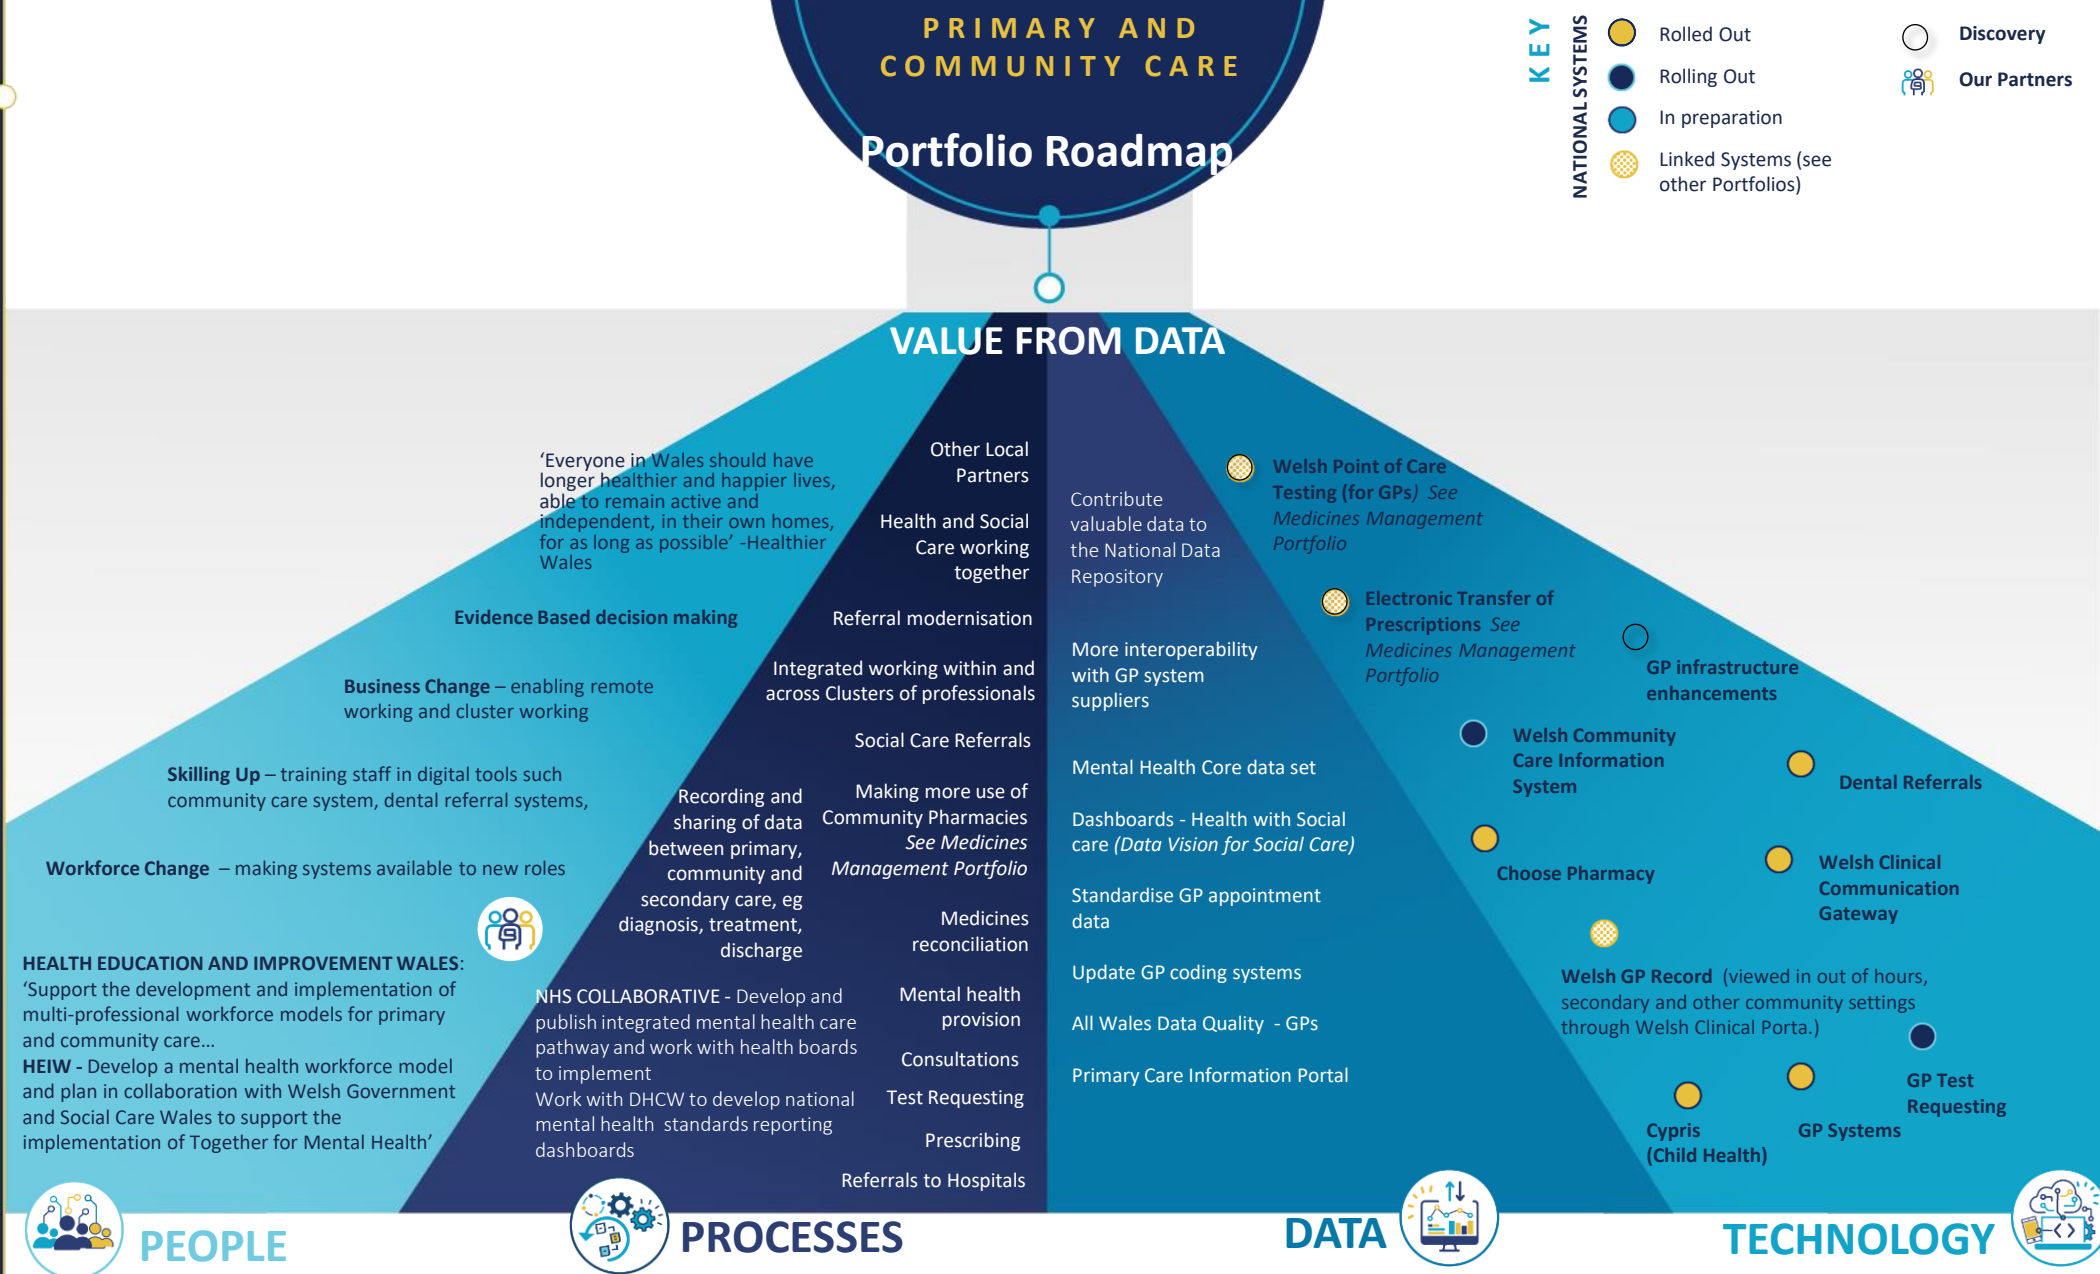 PRIMARY AND
COMMUNITY CARE
Portfolio Roadmap
KEY
NATIONAL SYSTEMS
Rolled Out
Rolling Out
In preparation
Linked Systems (see
other Portfolios)
Discovery
Our Partners
VALUE FROM DATA
‘Everyone in Wales should have
longer healthier and happier lives,
able to remain active and
independent, in their own homes,
for as long as possible’ -Healthier
Wales
Evidence Based decision making
Business Change – enabling remote
working and cluster working
Skilling Up – training staff in digital tools such
community care system, dental referral systems,
Workforce Change – making systems available to new roles
HEALTH EDUCATION AND IMPROVEMENT WALES:
‘Support the development and implementation of
multi-professional workforce models for primary
and community care...
HEIW - Develop a mental health workforce model
and plan in collaboration with Welsh Government
and Social Care Wales to support the
implementation of Together for Mental Health’
PEOPLE
Other Local
Partners
Health and Social
Care working
together
Referral modernisation
Integrated working within and
across Clusters of professionals
Social Care Referrals
Recording and
sharing of data
between primary,
community and
secondary care, eg
diagnosis, treatment,
discharge
Making more use of
Community Pharmacies
See Medicines
Management Portfolio
Medicines
reconciliation
NHS COLLABORATIVE - Develop and
publish integrated mental health care
pathway and work with health boards
to implement
Work with DHCW to develop national
mental health standards reporting
dashboards
Mental health
provision
Consultations
Test Requesting
Prescribing
Referrals to Hospitals
PROCESSES
Contribute
valuable data to
the National Data
Repository
More interoperability
with GP system
suppliers
Mental Health Core data set
Dashboards - Health with Social
care (Data Vision for Social Care)
Standardise GP appointment
data
Update GP coding systems
All Wales Data Quality - GPs
Primary Care Information Portal
DATA
Welsh Point of Care
Testing (for GPs) See
Medicines Management
Portfolio
Electronic Transfer of
Prescriptions See
Medicines Management
Portfolio
GP infrastructure
enhancements
Welsh Community
Care Information
System
Dental Referrals
Choose Pharmacy
Welsh Clinical
Communication
Gateway
Welsh GP Record (viewed in out of hours,
secondary and other community settings
through Welsh Clinical Porta.)
GP Test
Requesting
Cypris
(Child Health)
GP Systems
TECHNOLOGY